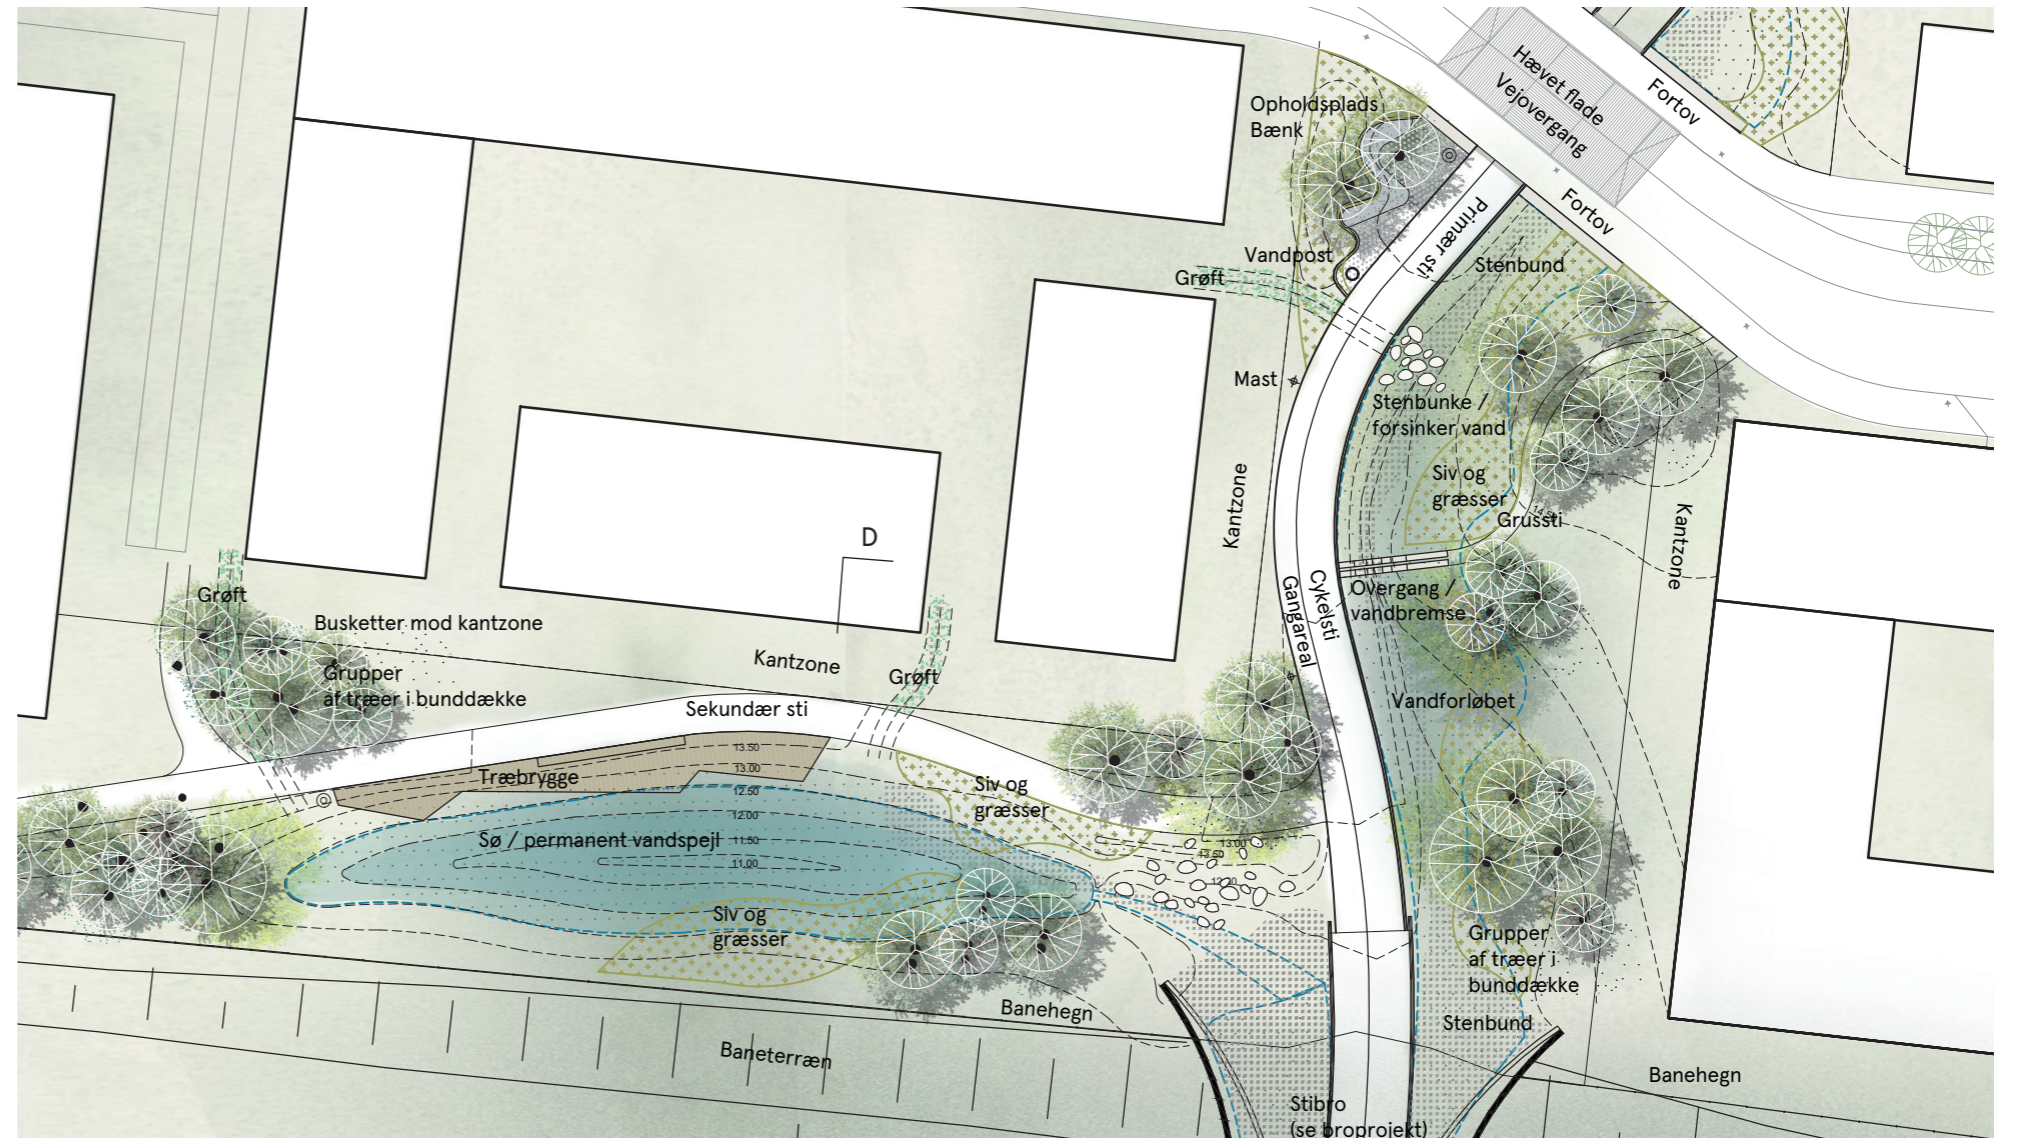 Hævet flade
Vejovergang
Fortov
Fortov
Opholdsplads
Bænk
Primær sti
Vandpost
Grøft
Stenbund
Mast
Stenbunke /
forsinker vand
Siv og
græsser
Grussti
Kantzone
Kantzone
D
Cykelsti
Gangareal
Overgang /
vandbremse
Grøft
Busketter mod kantzone
Grupper
af træer i bunddække
Kantzone
Grøft
Sekundær sti
Vandforløbet
13.50
13.00
12.50
12.00
11.50
11.00
Træbrygge
Siv og
græsser
Sø / permanent vandspejl
13.00
Siv og
græsser
Grupper
af træer i
bunddække
Banehegn
Stenbund
Baneterræn
Banehegn
Stibro
(se broprojekt)